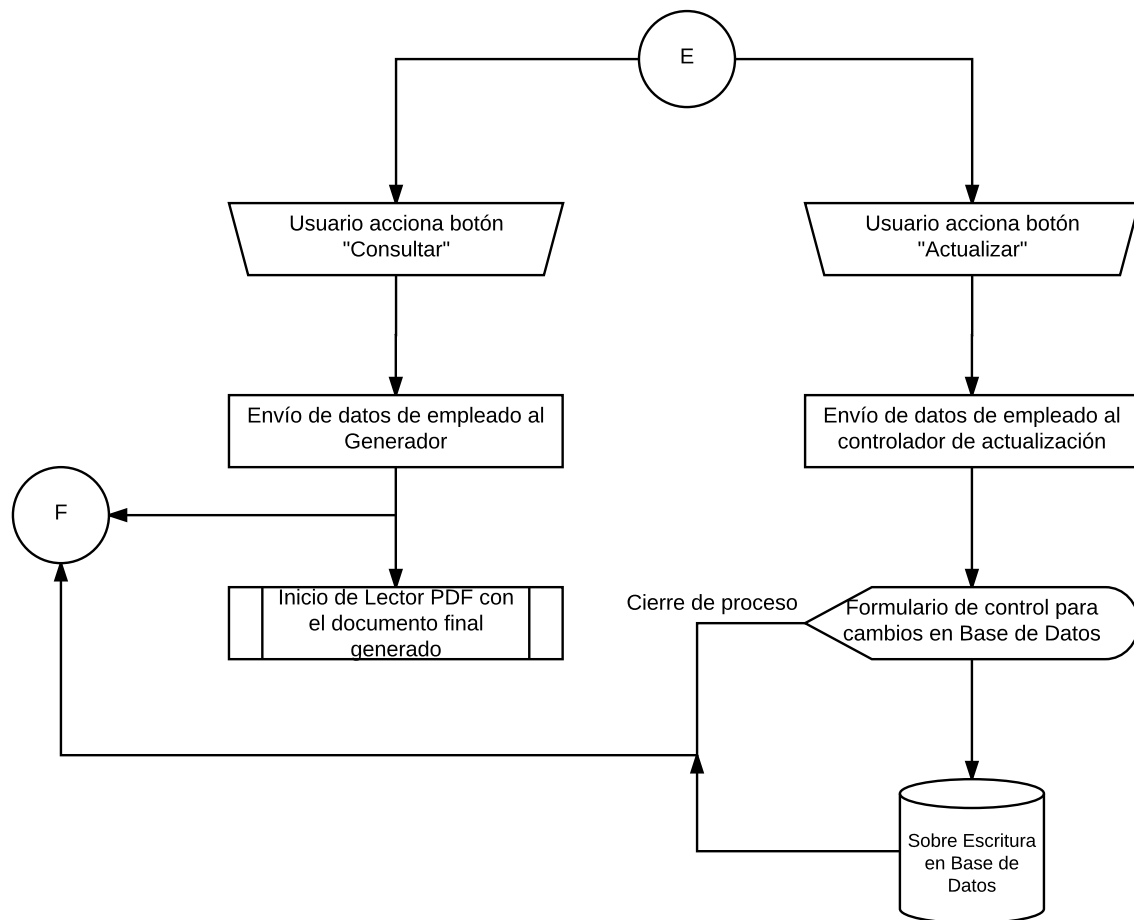 E
Usuario acciona botón
"Consultar"
Usuario acciona botón
"Actualizar"
Envío de datos de empleado al
Generador
Envío de datos de empleado al
controlador de actualización
F
Inicio de Lector PDF con
el documento final
generado
Cierre de proceso
Formulario de control para
cambios en Base de Datos
Sobre Escritura
en Base de
Datos